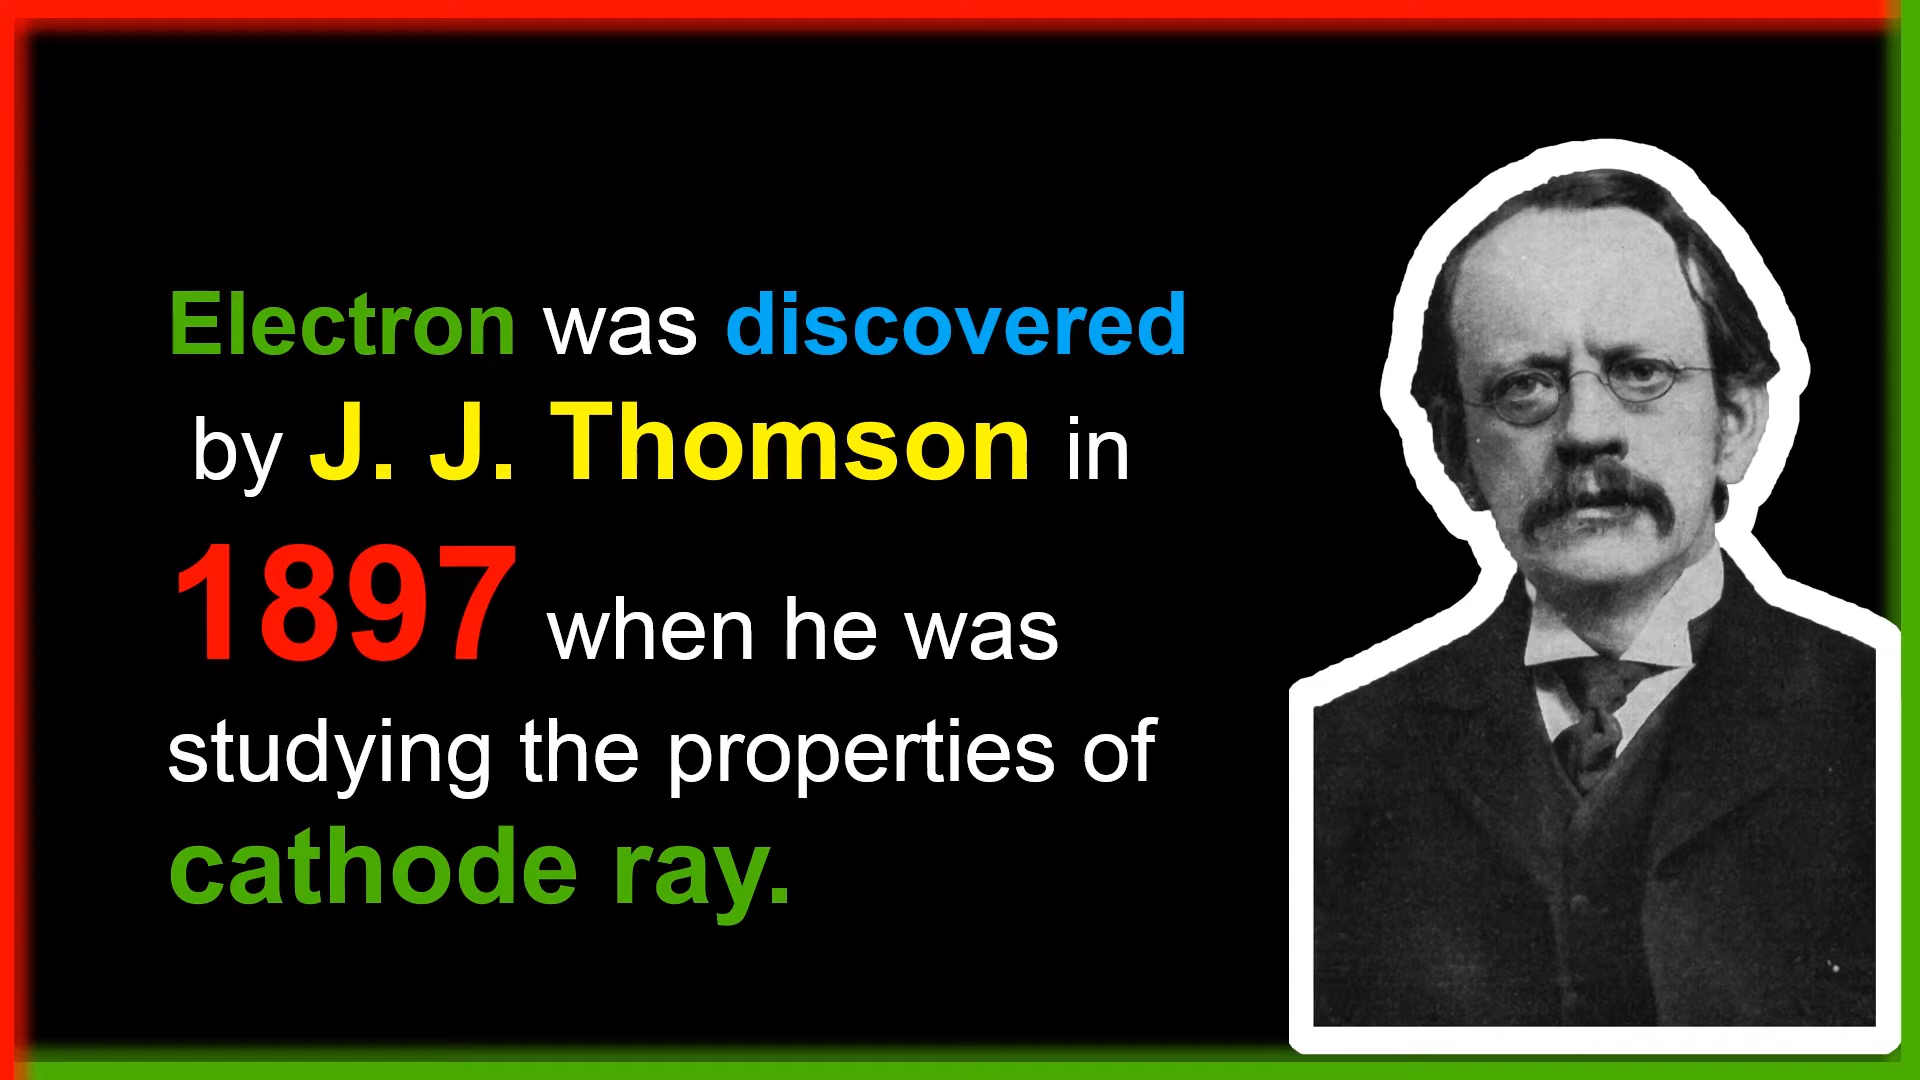 Electron was discovered
by J. J. Thomson in
1897 when he was
studying the properties of
cathode ray.